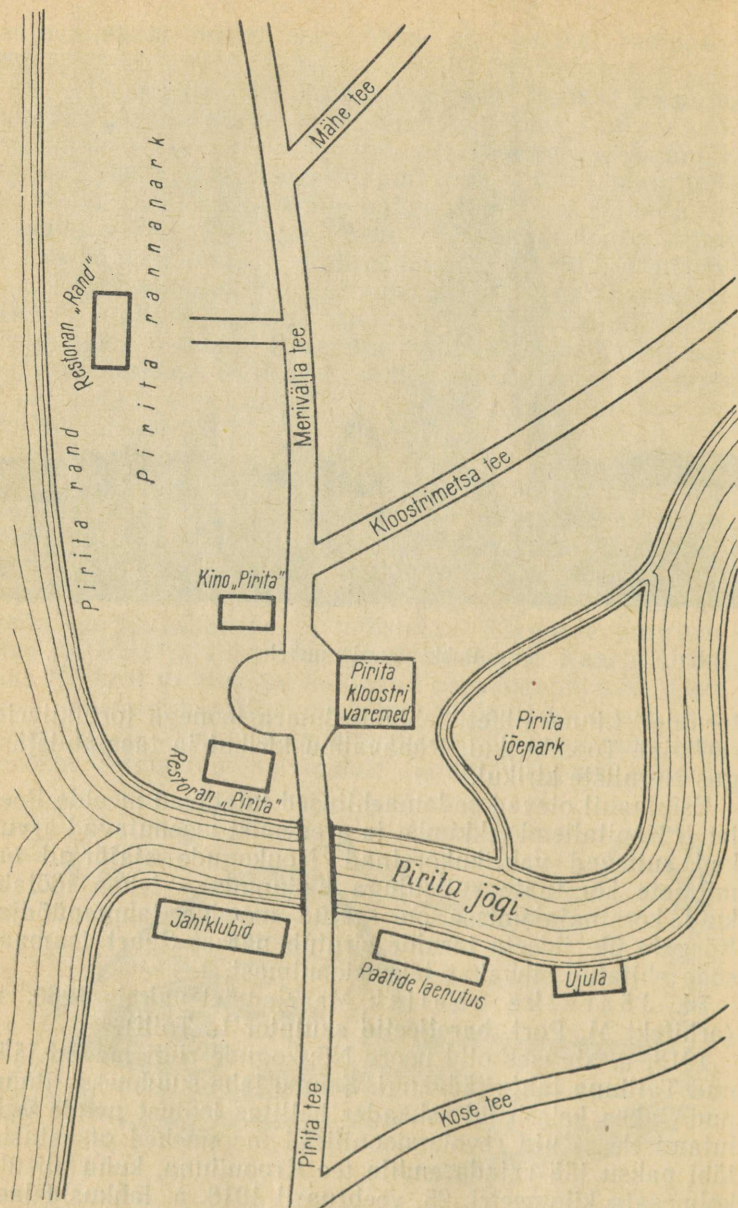 Mähe tee
Pirita rannapark
Restoran „Rand"
Merivälja tee
Pirita rand
Kloostrimetsa tee
Kino „Pirita"
Pirita
kloostri
varemed
Pirita
jõepark
Restoran „Pirita"
Pirita jõgi
Jahtklubid
Paatide laenutus
Ujula
Kose tee
Pirita tee